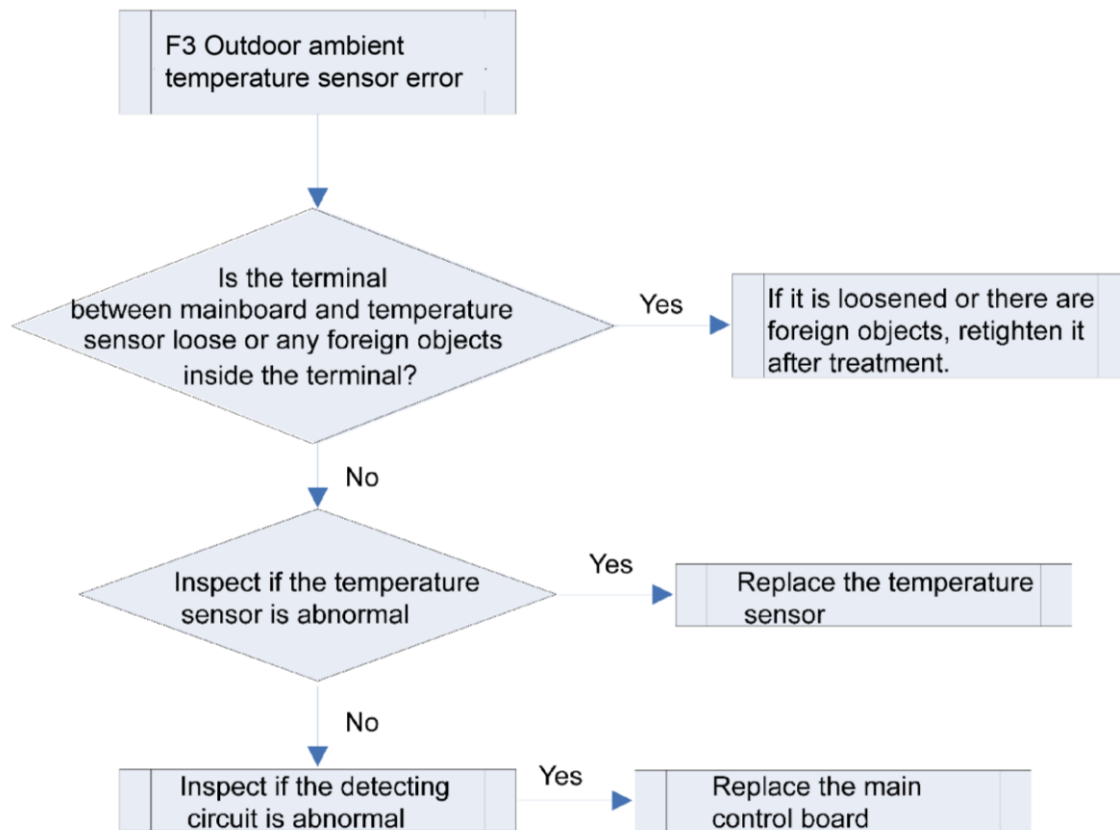 F3 Outdoor ambient
temperature sensor error
Is the terminal
between mainboard and temperature
sensor loose or any foreign objects
inside the terminal?
Yes
If it is loosened or there are
foreign objects, retighten it
after treatment.
No
Inspect if the temperature
sensor is abnormal
Yes
Replace the temperature
sensor
No
Inspect if the detecting
circuit is abnormal
Yes
Replace the main
control board